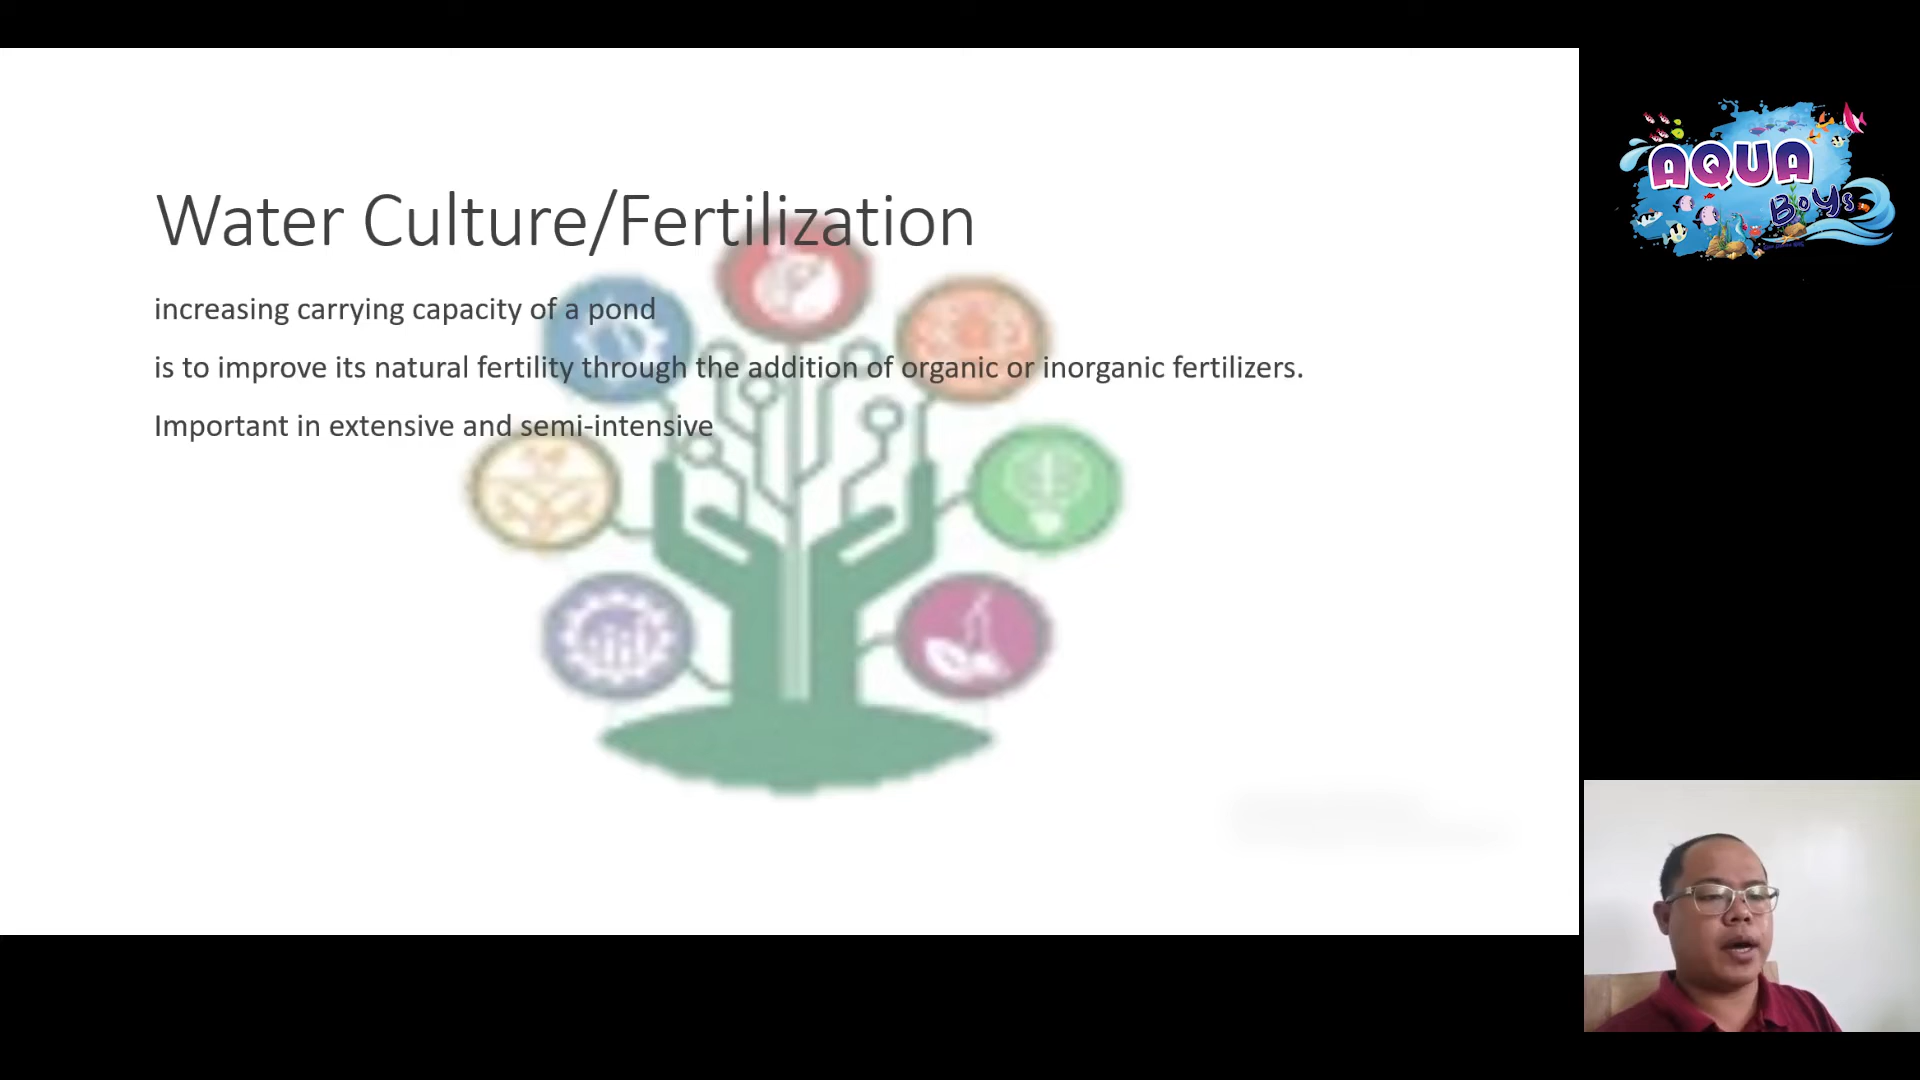 Water Culture/Fertilization
increasing carrying capacity of a pond
is to improve its natural fertility through the addition of organic or inorganic fertilizers.
Important in extensive and semi-intensive
AQUA
BoYs